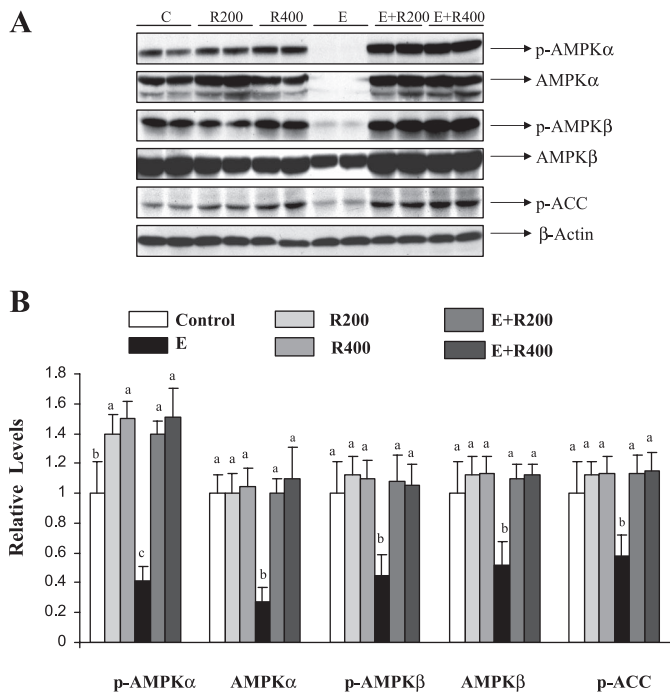 A
C R200 R400 E E+R200 E+R400
p-AMPKα
AMPKα
p-AMPKβ
AMPKβ
p-ACC
β-Actin
B
Control R200 E+R200
E R400 E+R400
Relative Levels
1.8
1.6
1.4
1.2
1
0.8
0.6
0.4
0.2
0
b a a c a a
a a a b a a
a a a b a a
a a a b a a
a a a b a a
p-AMPKα AMPKα p-AMPKβ AMPKβ p-ACC